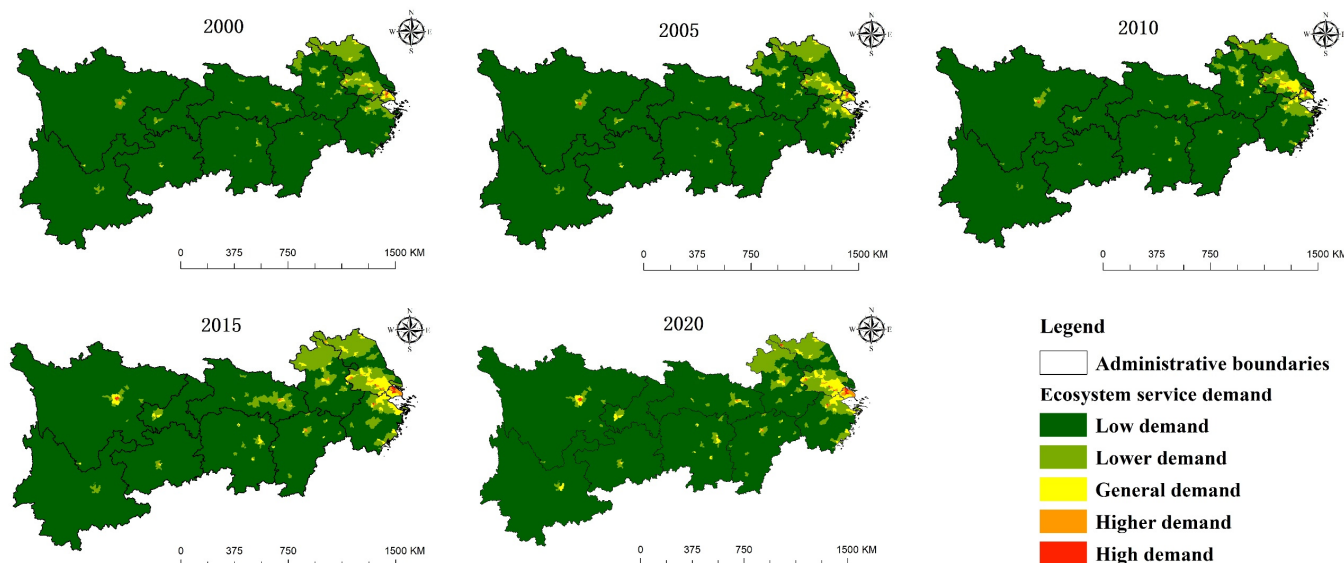 2000
N
W E
S
0 375 750 1500 KM
2005
N
W E
S
0 375 750 1500 KM
2010
N
W E
S
0 375 750 1500 KM
2015
N
W E
S
0 375 750 1500 KM
2020
N
W E
S
0 375 750 1500 KM
Legend
Administrative boundaries
Ecosystem service demand
Low demand
Lower demand
General demand
Higher demand
High demand